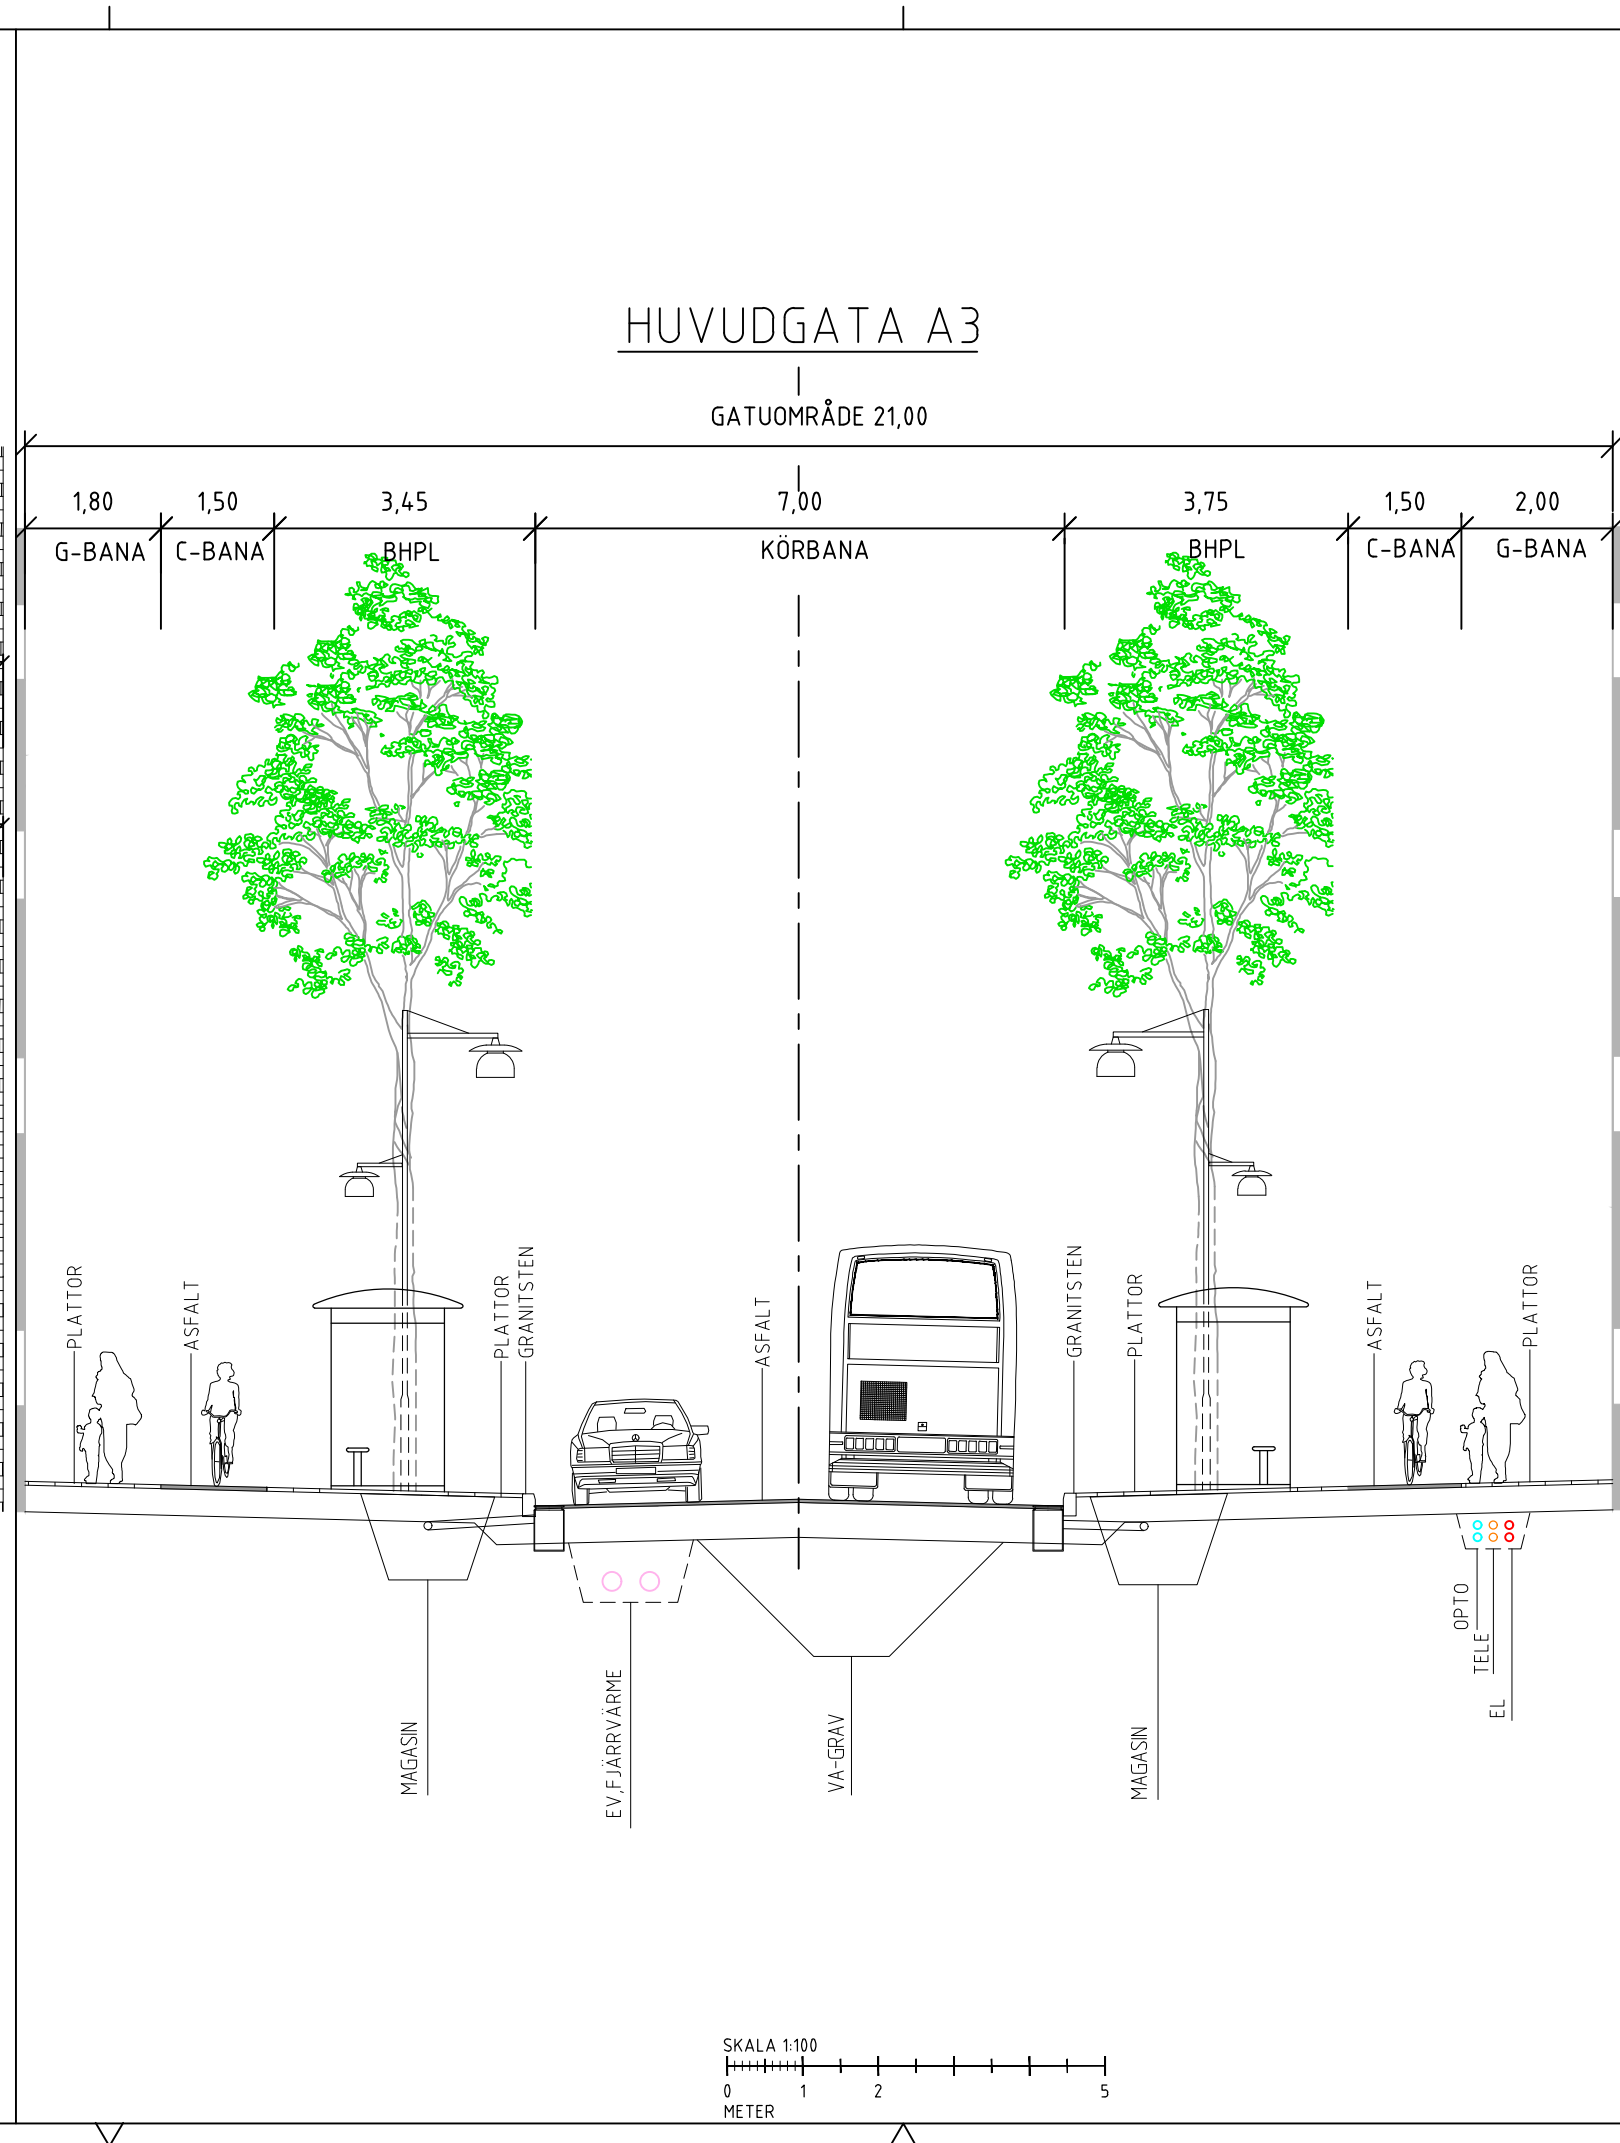 HUVUDGATA A3
GATUOMRÅDE 21,00
1,80 1,50 3,45 7,00 3,75 1,50 2,00
G-BANA C-BANA BHPL KÖRBANA BHPL C-BANA G-BANA
PLATTOR
ASFALT
PLATTOR
GRANITSTEN
ASFALT
GRANITSTEN
PLATTOR
ASFALT
PLATTOR
MAGASIN
EV,FJÄRRVÄRME
VA-GRAV
MAGASIN
OPTO
TELE
EL
SKALA 1:100
0 1 2 5
METER